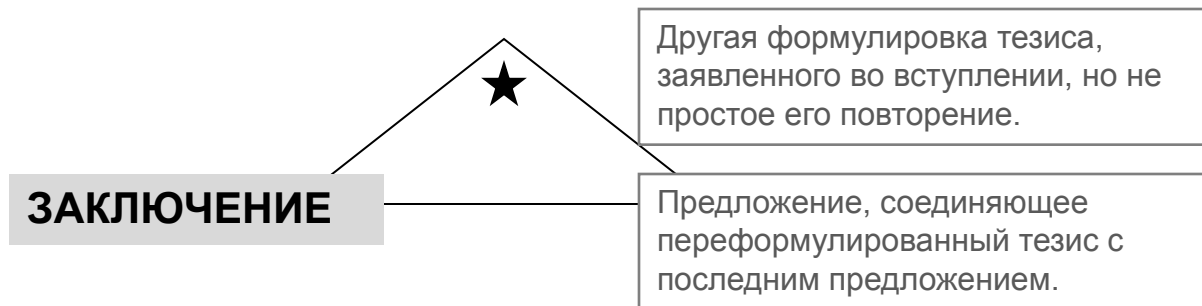 Другая формулировка тезиса,
заявленного во вступлении, но не
простое его повторение.
ЗАКЛЮЧЕНИЕ
Предложение, соединяющее
переформулированный тезис с
последним предложением.